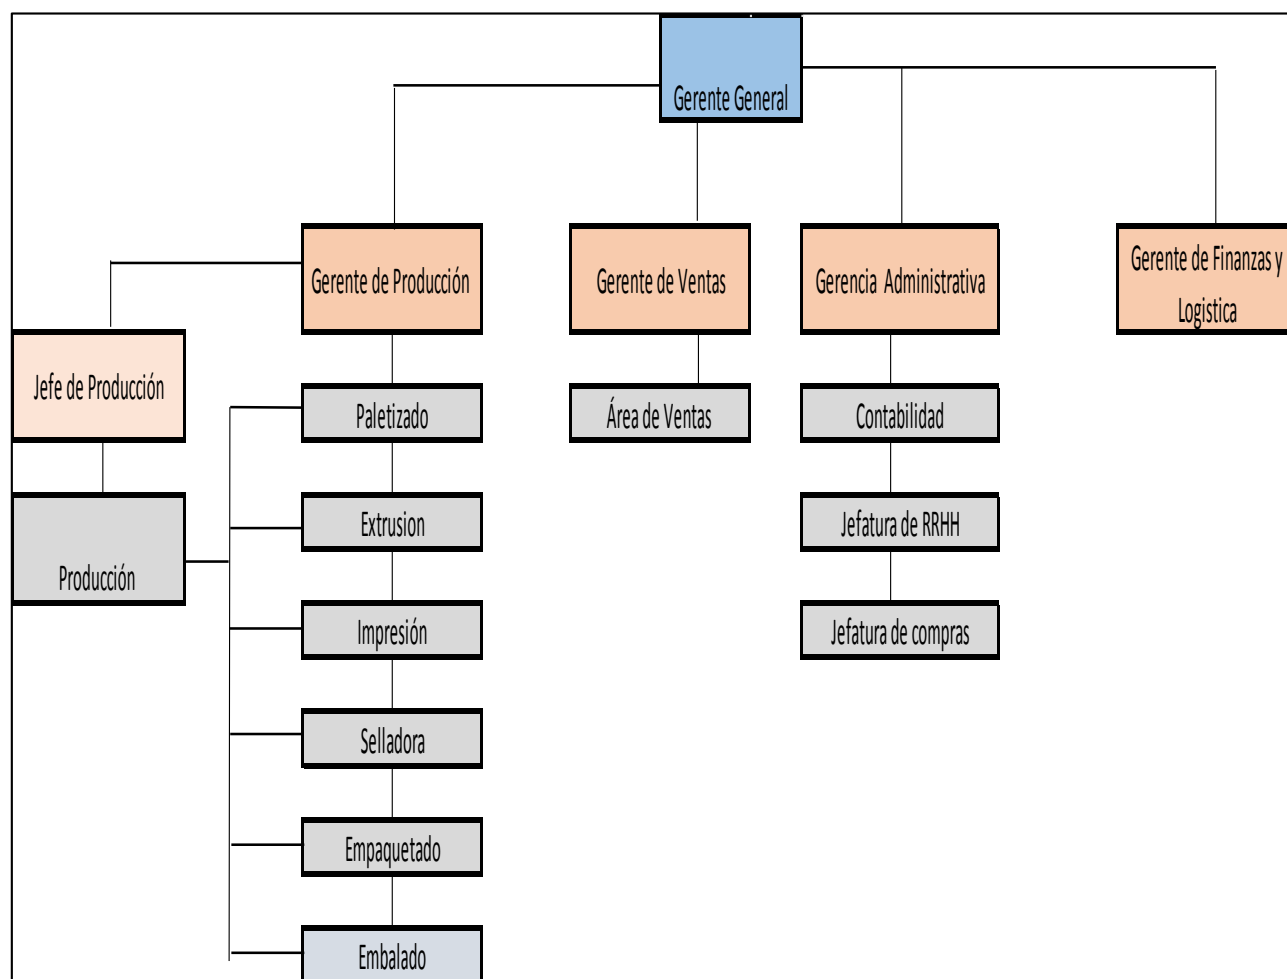 Gerente General
Gerente de Producción
Gerente de Ventas
Gerencia Administrativa
Gerente de Finanzas y
Logistica
Jefe de Producción
Paletizado
Área de Ventas
Contabilidad
Producción
Extrusion
Jefatura de RRHH
Impresión
Jefatura de compras
Selladora
Empaquetado
Embalado